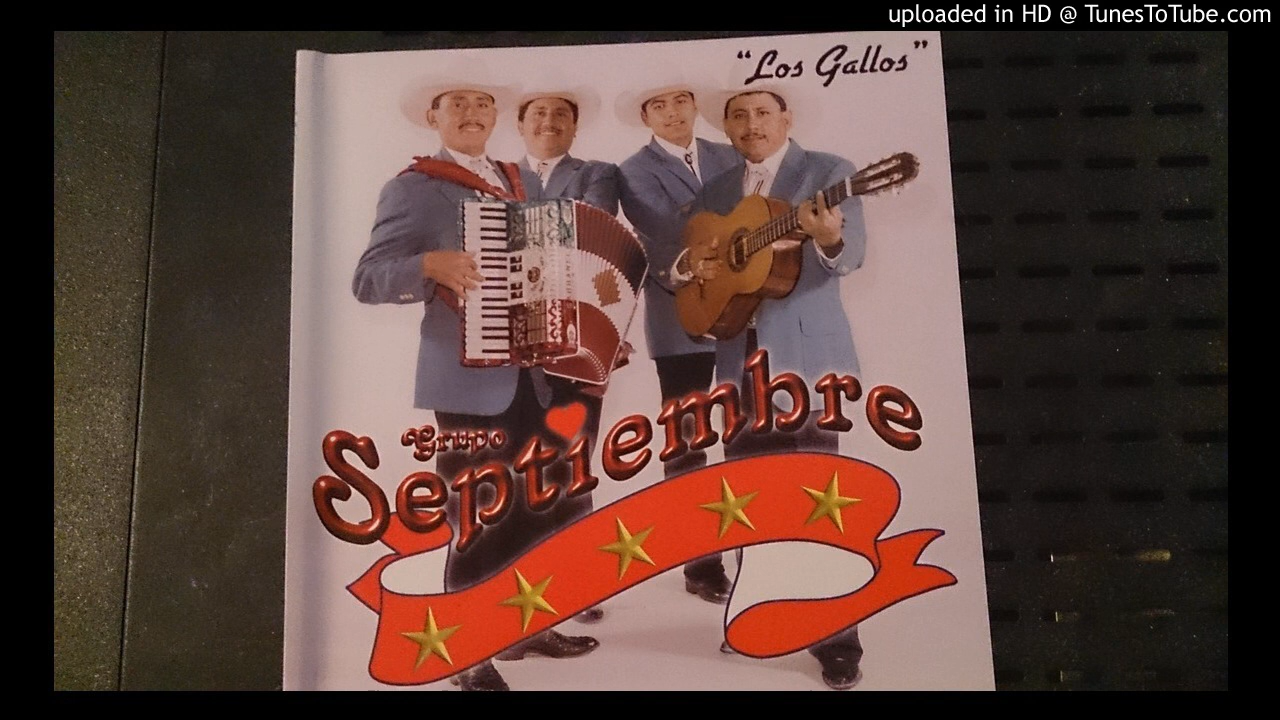 uploaded in HD @ TunesToTube.com
“Los Gallos”
Grupo
Septiembre